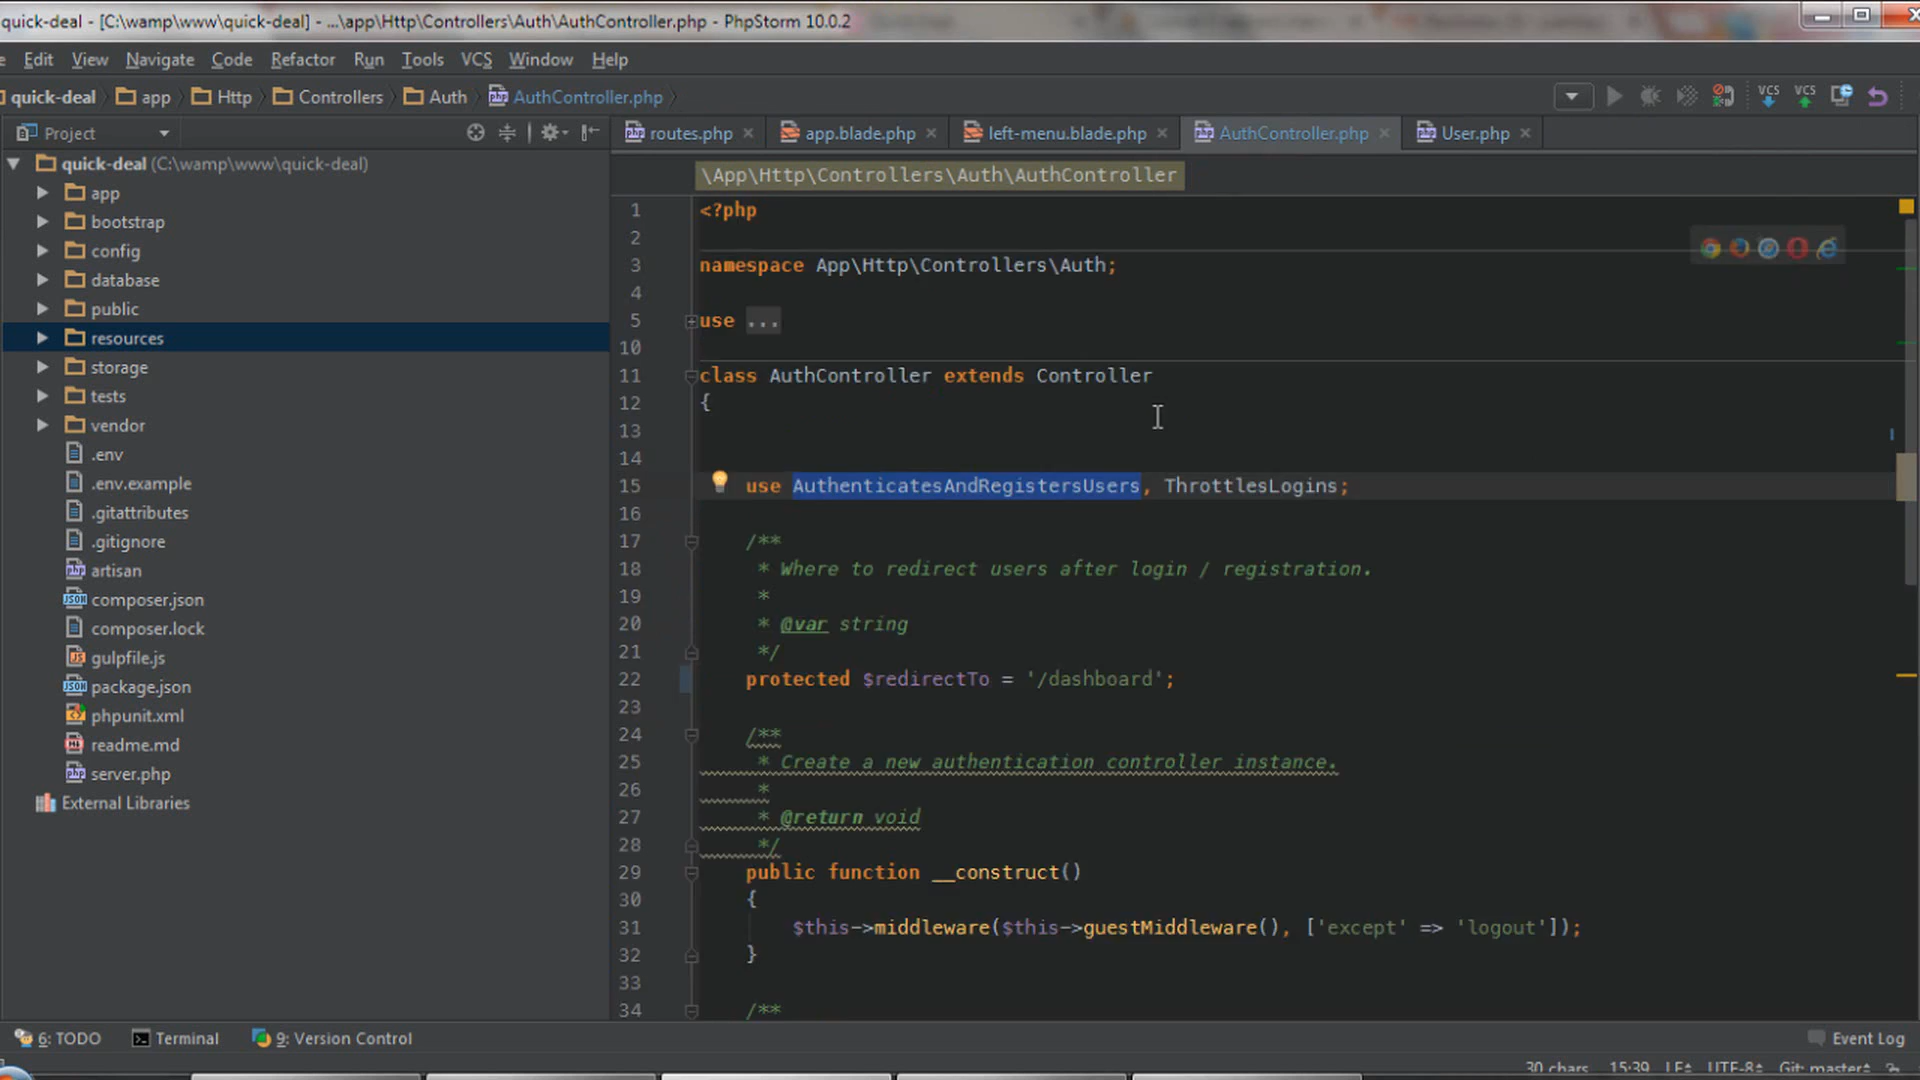 quick-deal - [C:\wamp\www\quick-deal] - ...\app\Http\Controllers\Auth\AuthController.php - PhpStorm 10.0.2
Edit View Navigate Code Refactor Run Tools VCS Window Help
quick-deal app Http Controllers Auth AuthController.php
VCS VCS
Project
routes.php app.blade.php left-menu.blade.php AuthController.php User.php
quick-deal (C:\wamp\www\quick-deal)
app
bootstrap
config
database
public
resources
storage
tests
vendor
.env
.env.example
.gitattributes
.gitignore
artisan
composer.json
composer.lock
gulpfile.js
package.json
phpunit.xml
readme.md
server.php
External Libraries
\App\Http\Controllers\Auth\AuthController
1 <?php
2
3 namespace App\Http\Controllers\Auth;
4
5 use ...
10
11 class AuthController extends Controller
12 {
13
14
15 use AuthenticatesAndRegistersUsers, ThrottlesLogins;
16
17 /**
18 * Where to redirect users after login / registration.
19 *
20 * @var string
21 */
22 protected $redirectTo = '/dashboard';
23
24 /**
25 * Create a new authentication controller instance.
26 *
27 * @return void
28 */
29 public function __construct()
30 {
31 $this->middleware($this->guestMiddleware(), ['except' => 'logout']);
32 }
33
34 /**
6: TODO Terminal 9: Version Control Event Log
30 chars 15:39 LF UTF-8 Git: master